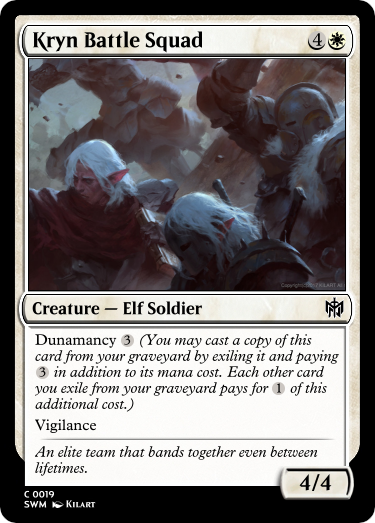 Kryn Battle Squad 4
Creature — Elf Soldier
Dunamancy 3 (You may cast a copy of this
card from your graveyard by exiling it and paying
3 in addition to its mana cost. Each other card
you exile from your graveyard pays for 1 of this
additional cost.)
Vigilance
An elite team that bands together even between
lifetimes.
4/4
C 0019
SWM KILART